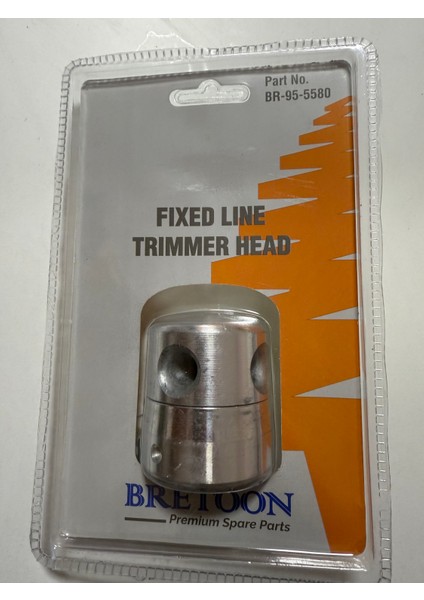 Part No.
BR-95-5580
FIXED LINE
TRIMMER HEAD
BRETOON
Premium Spare Parts